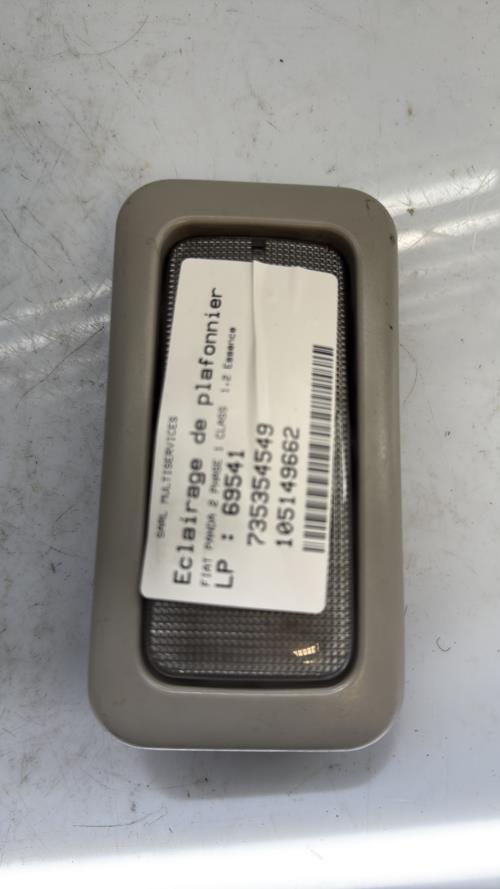 SARL MULTISERVICES
Eclairage de plafonnier
FIAT PANDA 2 PHASE 1 CLASS 1.2 Essence
LP : 69541
735354549
105149662